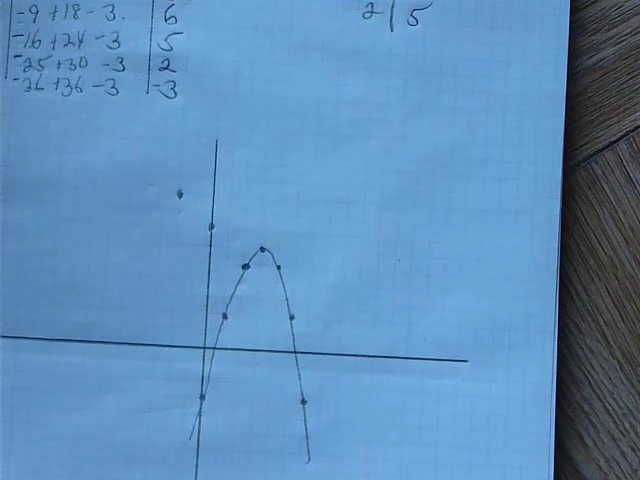 -9 +18 - 3. | 6 2 | 5
-16 +24 -3 | 5
-25 +30 -3 | 2
-36 +36 -3 | -3